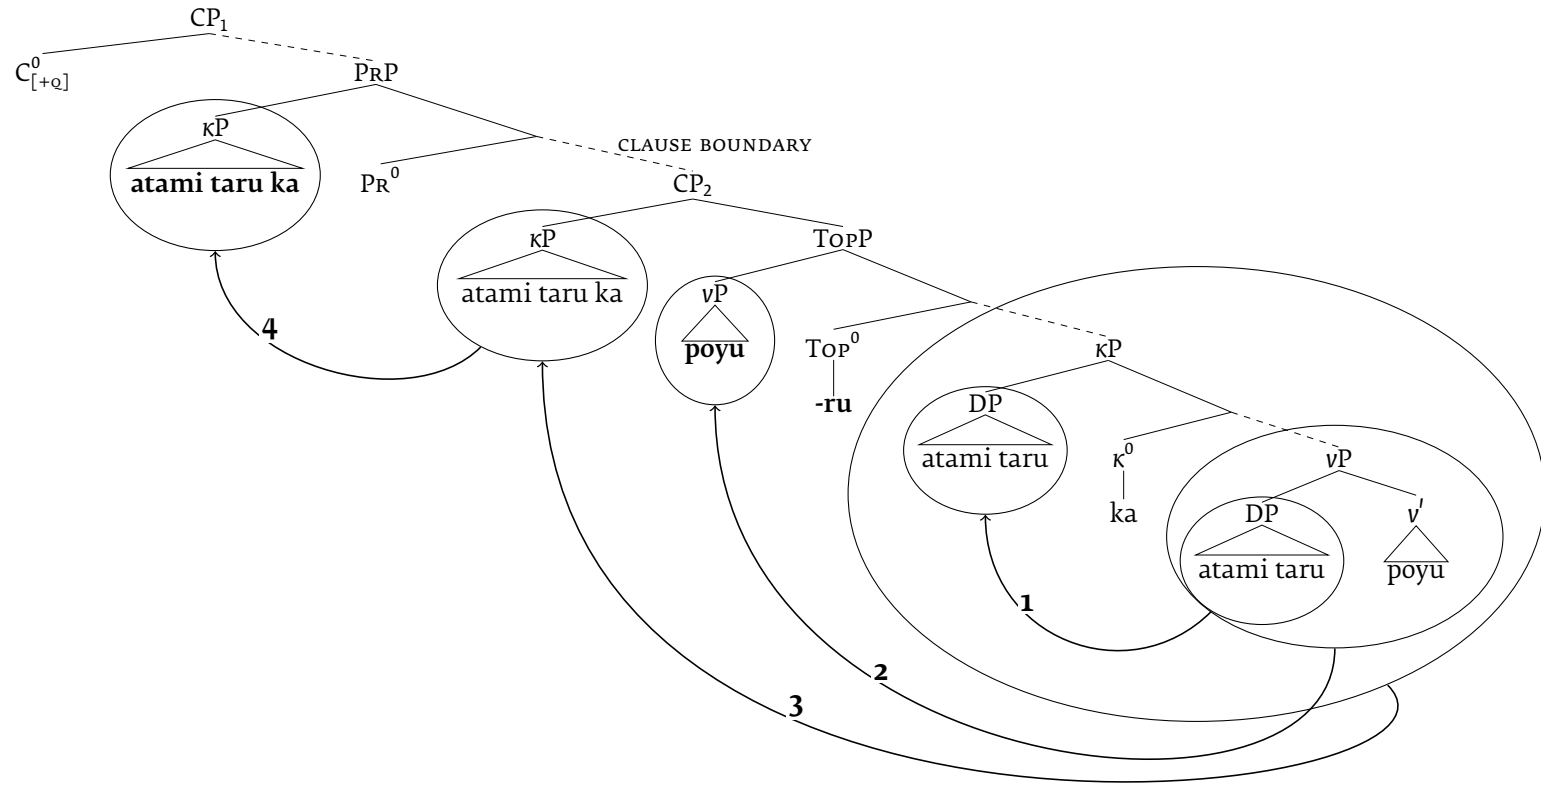 CP₁
C⁰[+Q]
PrP
κP
atami taru ka
Pr⁰
CLAUSE BOUNDARY
CP₂
κP
atami taru ka
TopP
vP
poyu
Top⁰
-ru
κP
DP
atami taru
κ⁰
ka
vP
DP
atami taru
v′
poyu
4
1
2
3